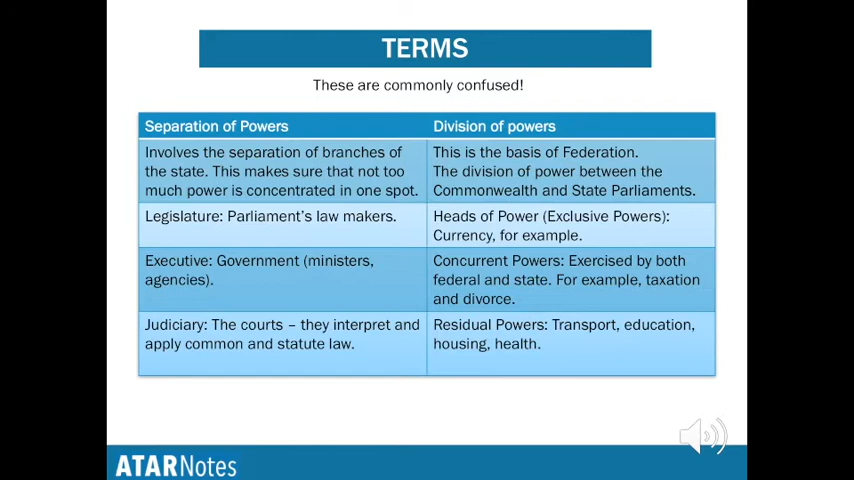 TERMS
These are commonly confused!
Separation of Powers
Division of powers
Involves the separation of branches of
the state. This makes sure that not too
much power is concentrated in one spot.
This is the basis of Federation.
The division of power between the
Commonwealth and State Parliaments.
Legislature: Parliament's law makers.
Heads of Power (Exclusive Powers):
Currency, for example.
Executive: Government (ministers,
agencies).
Concurrent Powers: Exercised by both
federal and state. For example, taxation
and divorce.
Judiciary: The courts – they interpret and
apply common and statute law.
Residual Powers: Transport, education,
housing, health.
ATARNotes